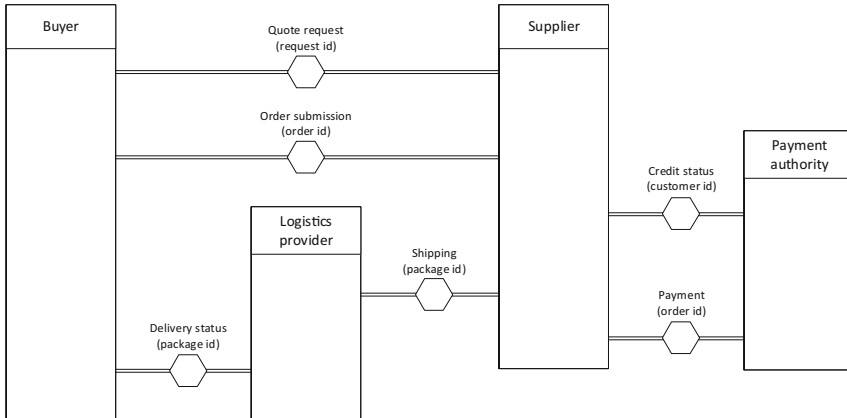 Buyer
Quote request
(request id)
Supplier
Order submission
(order id)
Payment
authority
Credit status
(customer id)
Logistics
provider
Shipping
(package id)
Payment
(order id)
Delivery status
(package id)